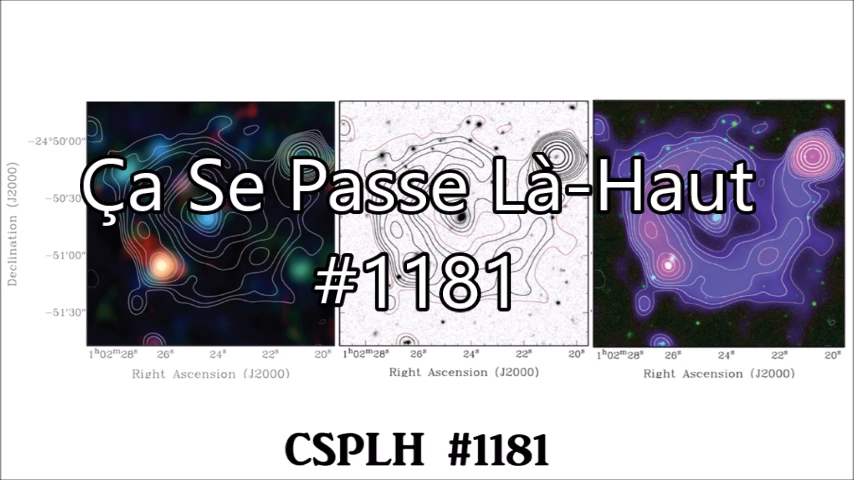 Ça Se Passe Là-Haut
#1181
Declination (J2000)
−24°50'00"
−50'30"
−51'00"
−51'30"
1ʰ02ᵐ28ˢ 26ˢ 24ˢ 22ˢ 20ˢ
Right Ascension (J2000)
1ʰ02ᵐ28ˢ 26ˢ 24ˢ 22ˢ 20ˢ
Right Ascension (J2000)
1ʰ02ᵐ28ˢ 26ˢ 24ˢ 22ˢ 20ˢ
Right Ascension (J2000)
CSPLH #1181